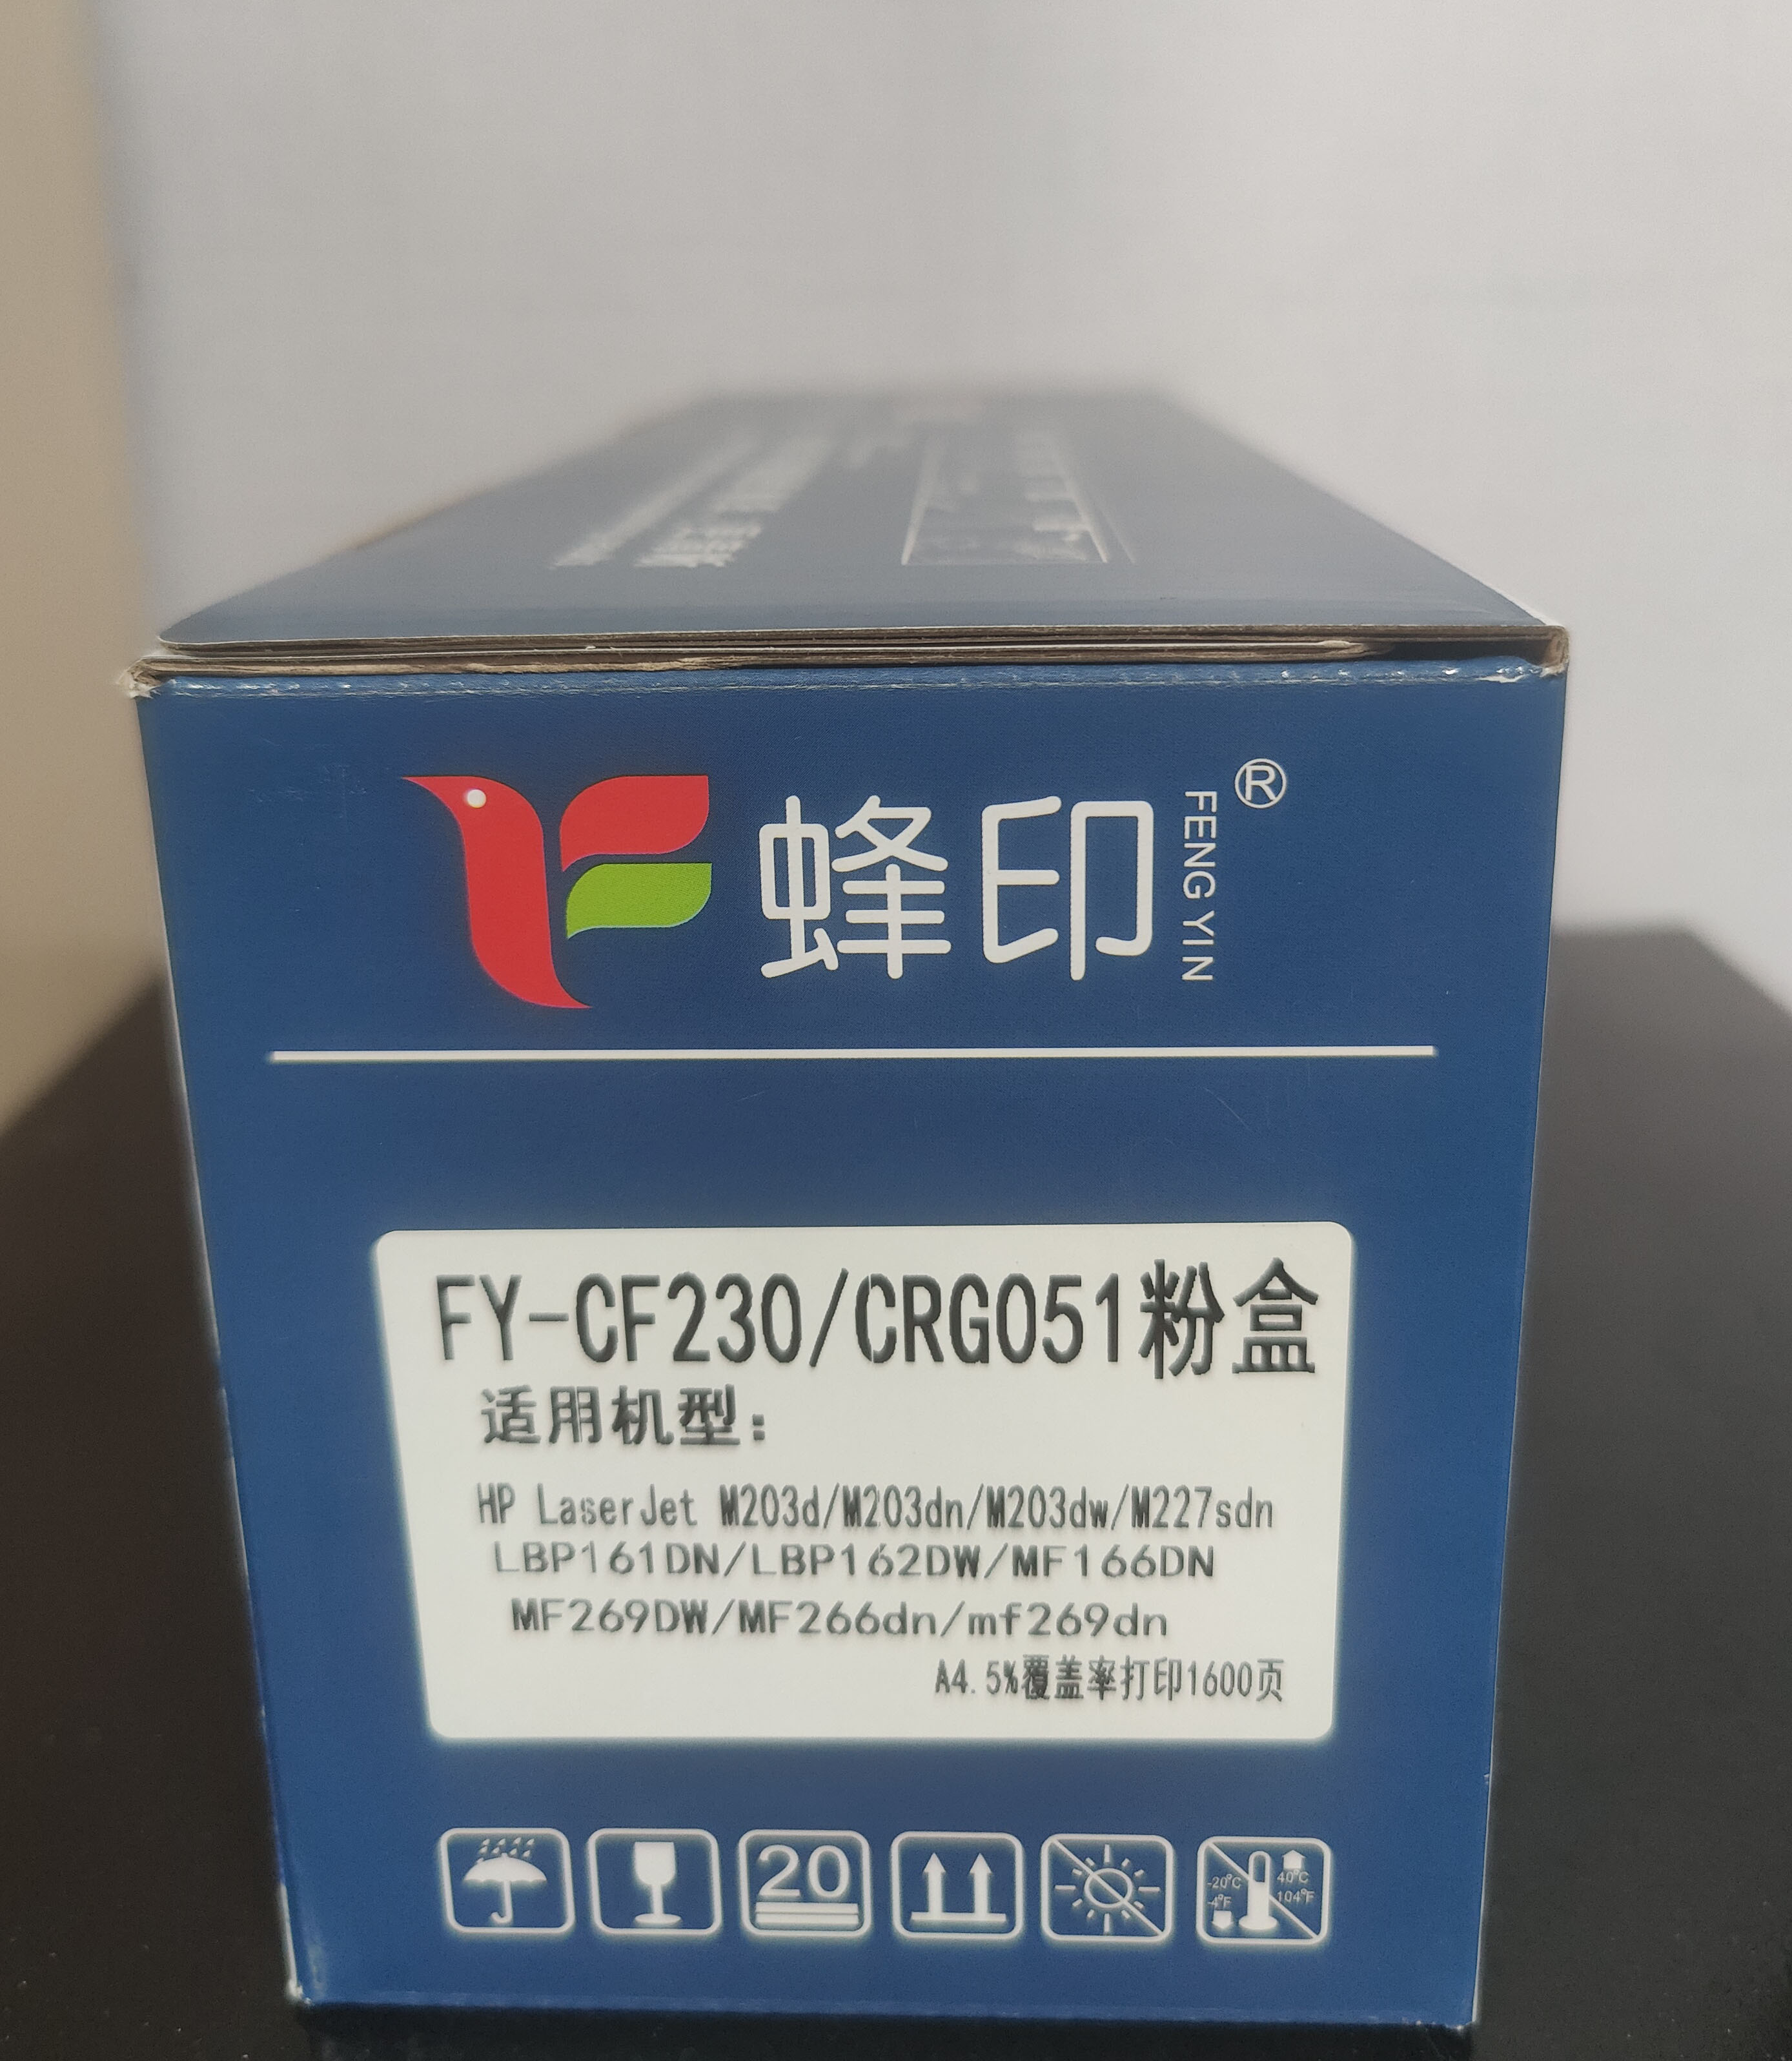 蜂印
FENG YIN
®
FY-CF230/CRG051粉盒
适用机型:
HP LaserJet M203d/M203dn/M203dw/M227sdn
LBP161DN/LBP162DW/MF166DN
MF269DW/MF266dn/mf269dn
A4.5%覆盖率打印1600页
20
-20°C
-4°F
40°C
104°F